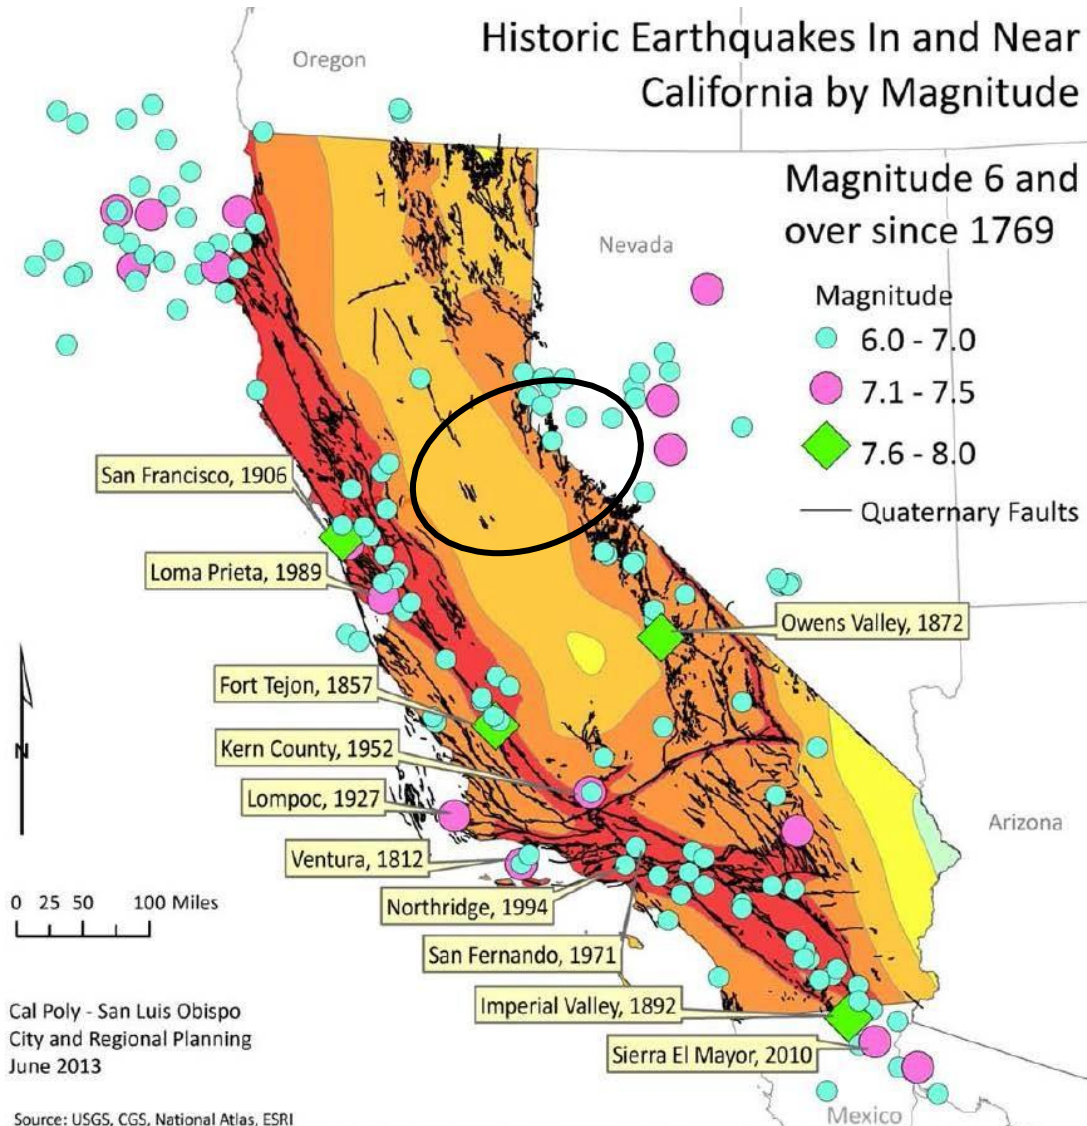 Historic Earthquakes In and Near
California by Magnitude
Oregon
Magnitude 6 and
over since 1769
Nevada
Magnitude
6.0 - 7.0
7.1 - 7.5
7.6 - 8.0
Quaternary Faults
San Francisco, 1906
Loma Prieta, 1989
Owens Valley, 1872
Fort Tejon, 1857
Kern County, 1952
Lompoc, 1927
Arizona
Ventura, 1812
Northridge, 1994
San Fernando, 1971
Imperial Valley, 1892
Sierra El Mayor, 2010
Mexico
N
0 25 50 100 Miles
Cal Poly - San Luis Obispo
City and Regional Planning
June 2013
Source: USGS, CGS, National Atlas, ESRI